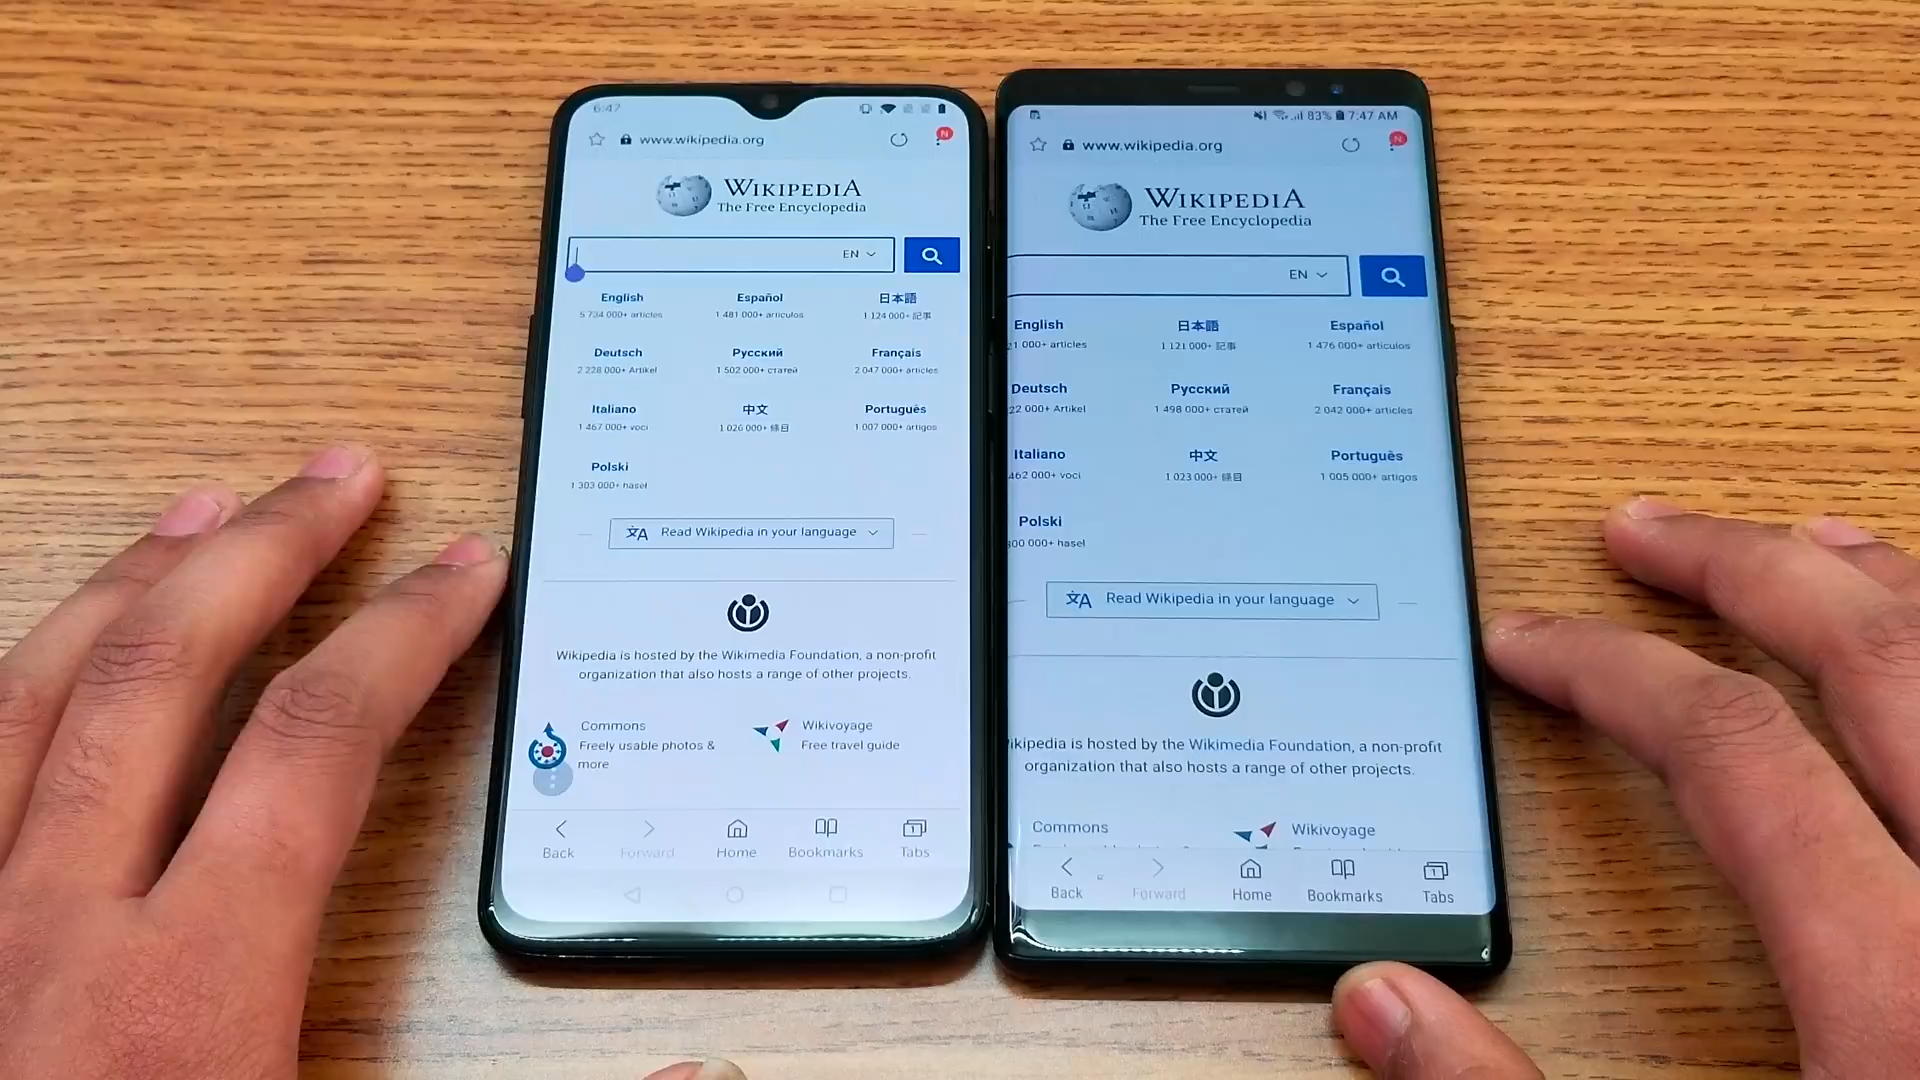 6:47
www.wikipedia.org
N
WIKIPEDIA
The Free Encyclopedia
EN
English
5 734 000+ articles
Español
1 481 000+ artículos
日本語
1 124 000+ 記事
Deutsch
2 228 000+ Artikel
Русский
1 502 000+ статей
Français
2 047 000+ articles
Italiano
1 467 000+ voci
中文
1 026 000+ 條目
Português
1 007 000+ artigos
Polski
1 303 000+ haseł
Read Wikipedia in your language
Wikipedia is hosted by the Wikimedia Foundation, a non-profit
organization that also hosts a range of other projects.
Commons
Freely usable photos &
more
Wikivoyage
Free travel guide
Back
Forward
Home
Bookmarks
1
Tabs
83% 7:47 AM
www.wikipedia.org
N
WIKIPEDIA
The Free Encyclopedia
EN
English
21 000+ articles
日本語
1 121 000+ 記事
Español
1 476 000+ artículos
Deutsch
22 000+ Artikel
Русский
1 498 000+ статей
Français
2 042 000+ articles
Italiano
462 000+ voci
中文
1 023 000+ 條目
Português
1 005 000+ artigos
Polski
300 000+ haseł
Read Wikipedia in your language
ikipedia is hosted by the Wikimedia Foundation, a non-profit
organization that also hosts a range of other projects.
Commons
Wikivoyage
Back
Forward
Home
Bookmarks
1
Tabs